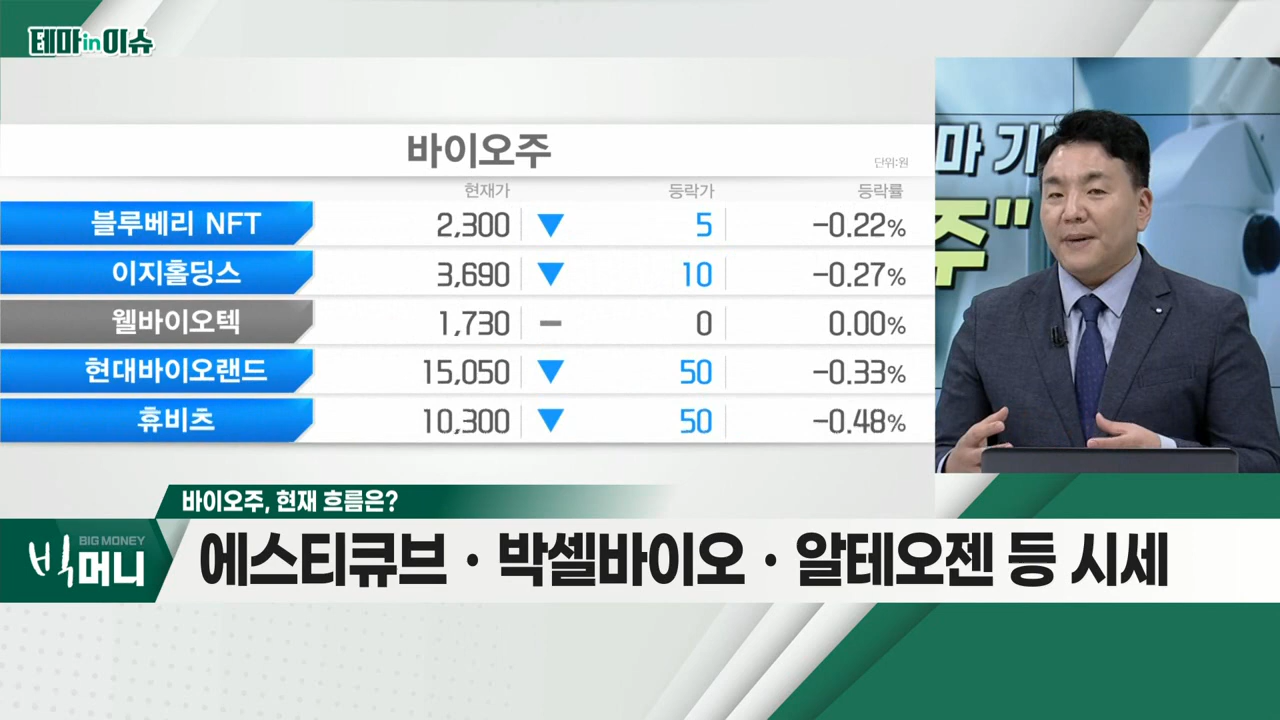 테마in이슈
바이오주
단위:원
현재가 등락가 등락률
블루베리 NFT 2,300 ▼ 5 -0.22%
이지홀딩스 3,690 ▼ 10 -0.27%
웰바이오텍 1,730 - 0 0.00%
현대바이오랜드 15,050 ▼ 50 -0.33%
휴비츠 10,300 ▼ 50 -0.48%
마 기
주"
바이오주, 현재 흐름은?
BIG MONEY
빅머니
에스티큐브 · 박셀바이오 · 알테오젠 등 시세